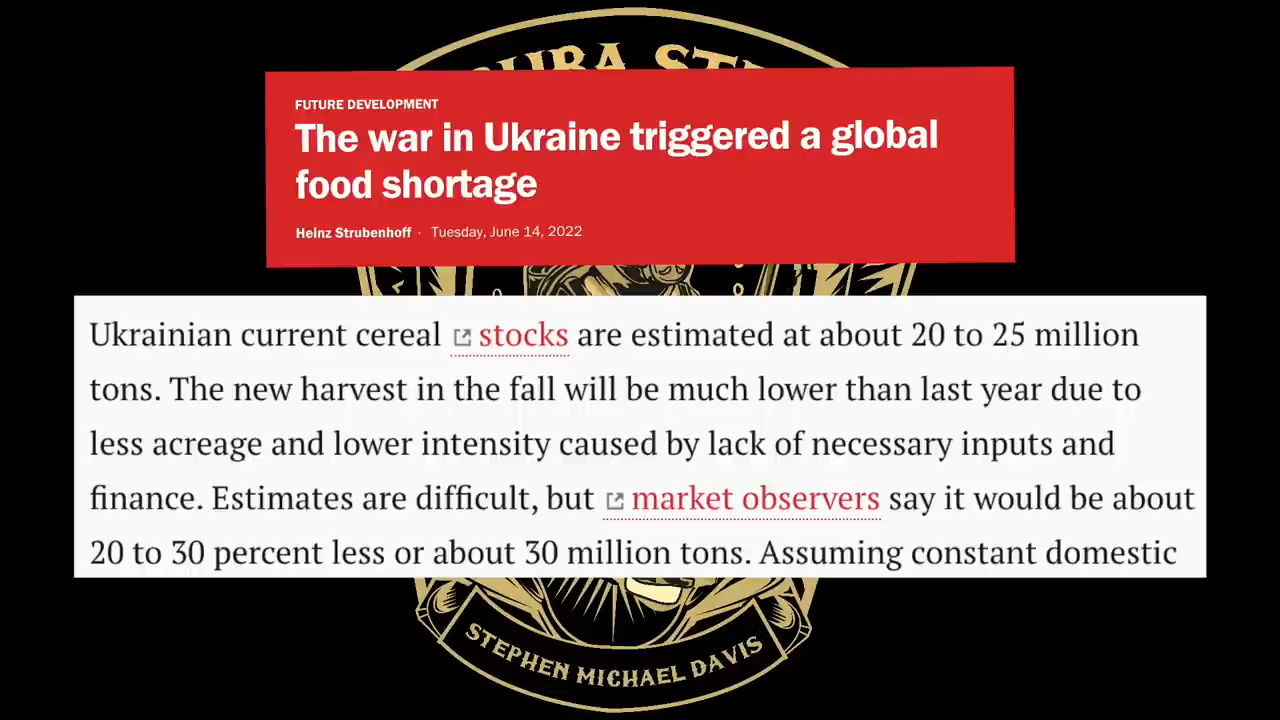 FUTURE DEVELOPMENT
The war in Ukraine triggered a global
food shortage
Heinz Strubenhoff · Tuesday, June 14, 2022
Ukrainian current cereal stocks are estimated at about 20 to 25 million
tons. The new harvest in the fall will be much lower than last year due to
less acreage and lower intensity caused by lack of necessary inputs and
finance. Estimates are difficult, but market observers say it would be about
20 to 30 percent less or about 30 million tons. Assuming constant domestic
STEPHEN MICHAEL DAVIS